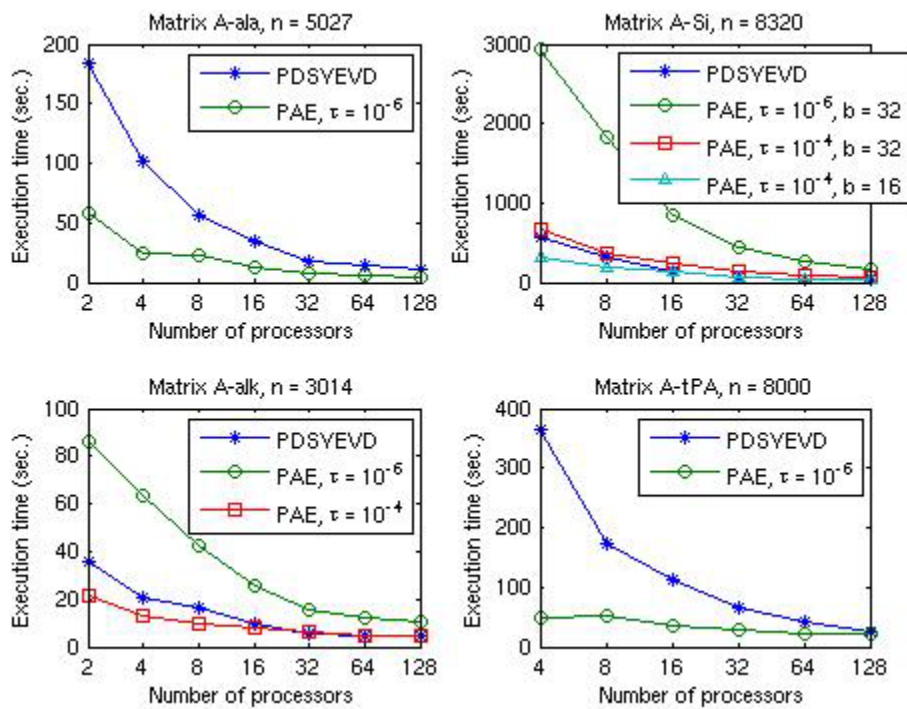 Matrix A-ala, n = 5027
200
150
100
50
0
Execution time (sec.)
PDSYEVD
PAE, τ = 10⁻⁶
2 4 8 16 32 64 128
Number of processors
Matrix A-Si, n = 8320
3000
2000
1000
0
Execution time (sec.)
PDSYEVD
PAE, τ = 10⁻⁶, b = 32
PAE, τ = 10⁻⁴, b = 32
PAE, τ = 10⁻⁴, b = 16
4 8 16 32 64 128
Number of processors
Matrix A-alk, n = 3014
100
80
60
40
20
0
Execution time (sec.)
PDSYEVD
PAE, τ = 10⁻⁶
PAE, τ = 10⁻⁴
2 4 8 16 32 64 128
Number of processors
Matrix A-tPA, n = 8000
400
300
200
100
0
Execution time (sec.)
PDSYEVD
PAE, τ = 10⁻⁶
4 8 16 32 64 128
Number of processors